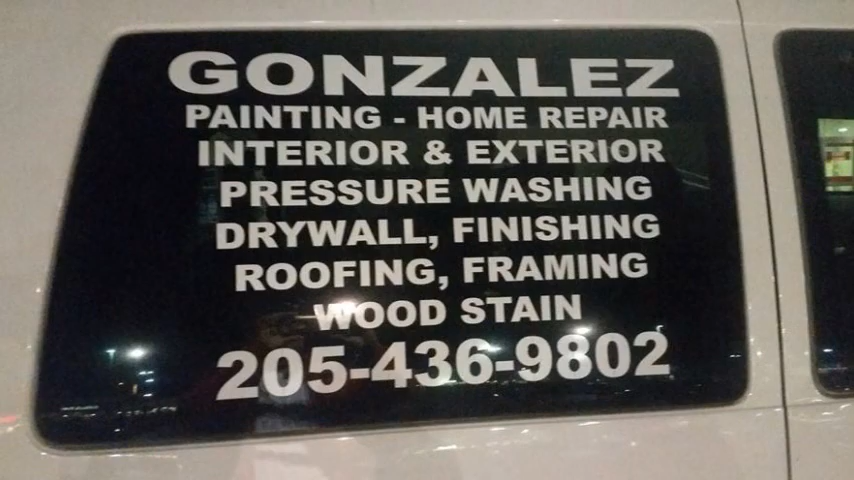 GONZALEZ
PAINTING - HOME REPAIR
INTERIOR & EXTERIOR
PRESSURE WASHING
DRYWALL, FINISHING
ROOFING, FRAMING
WOOD STAIN
205-436-9802